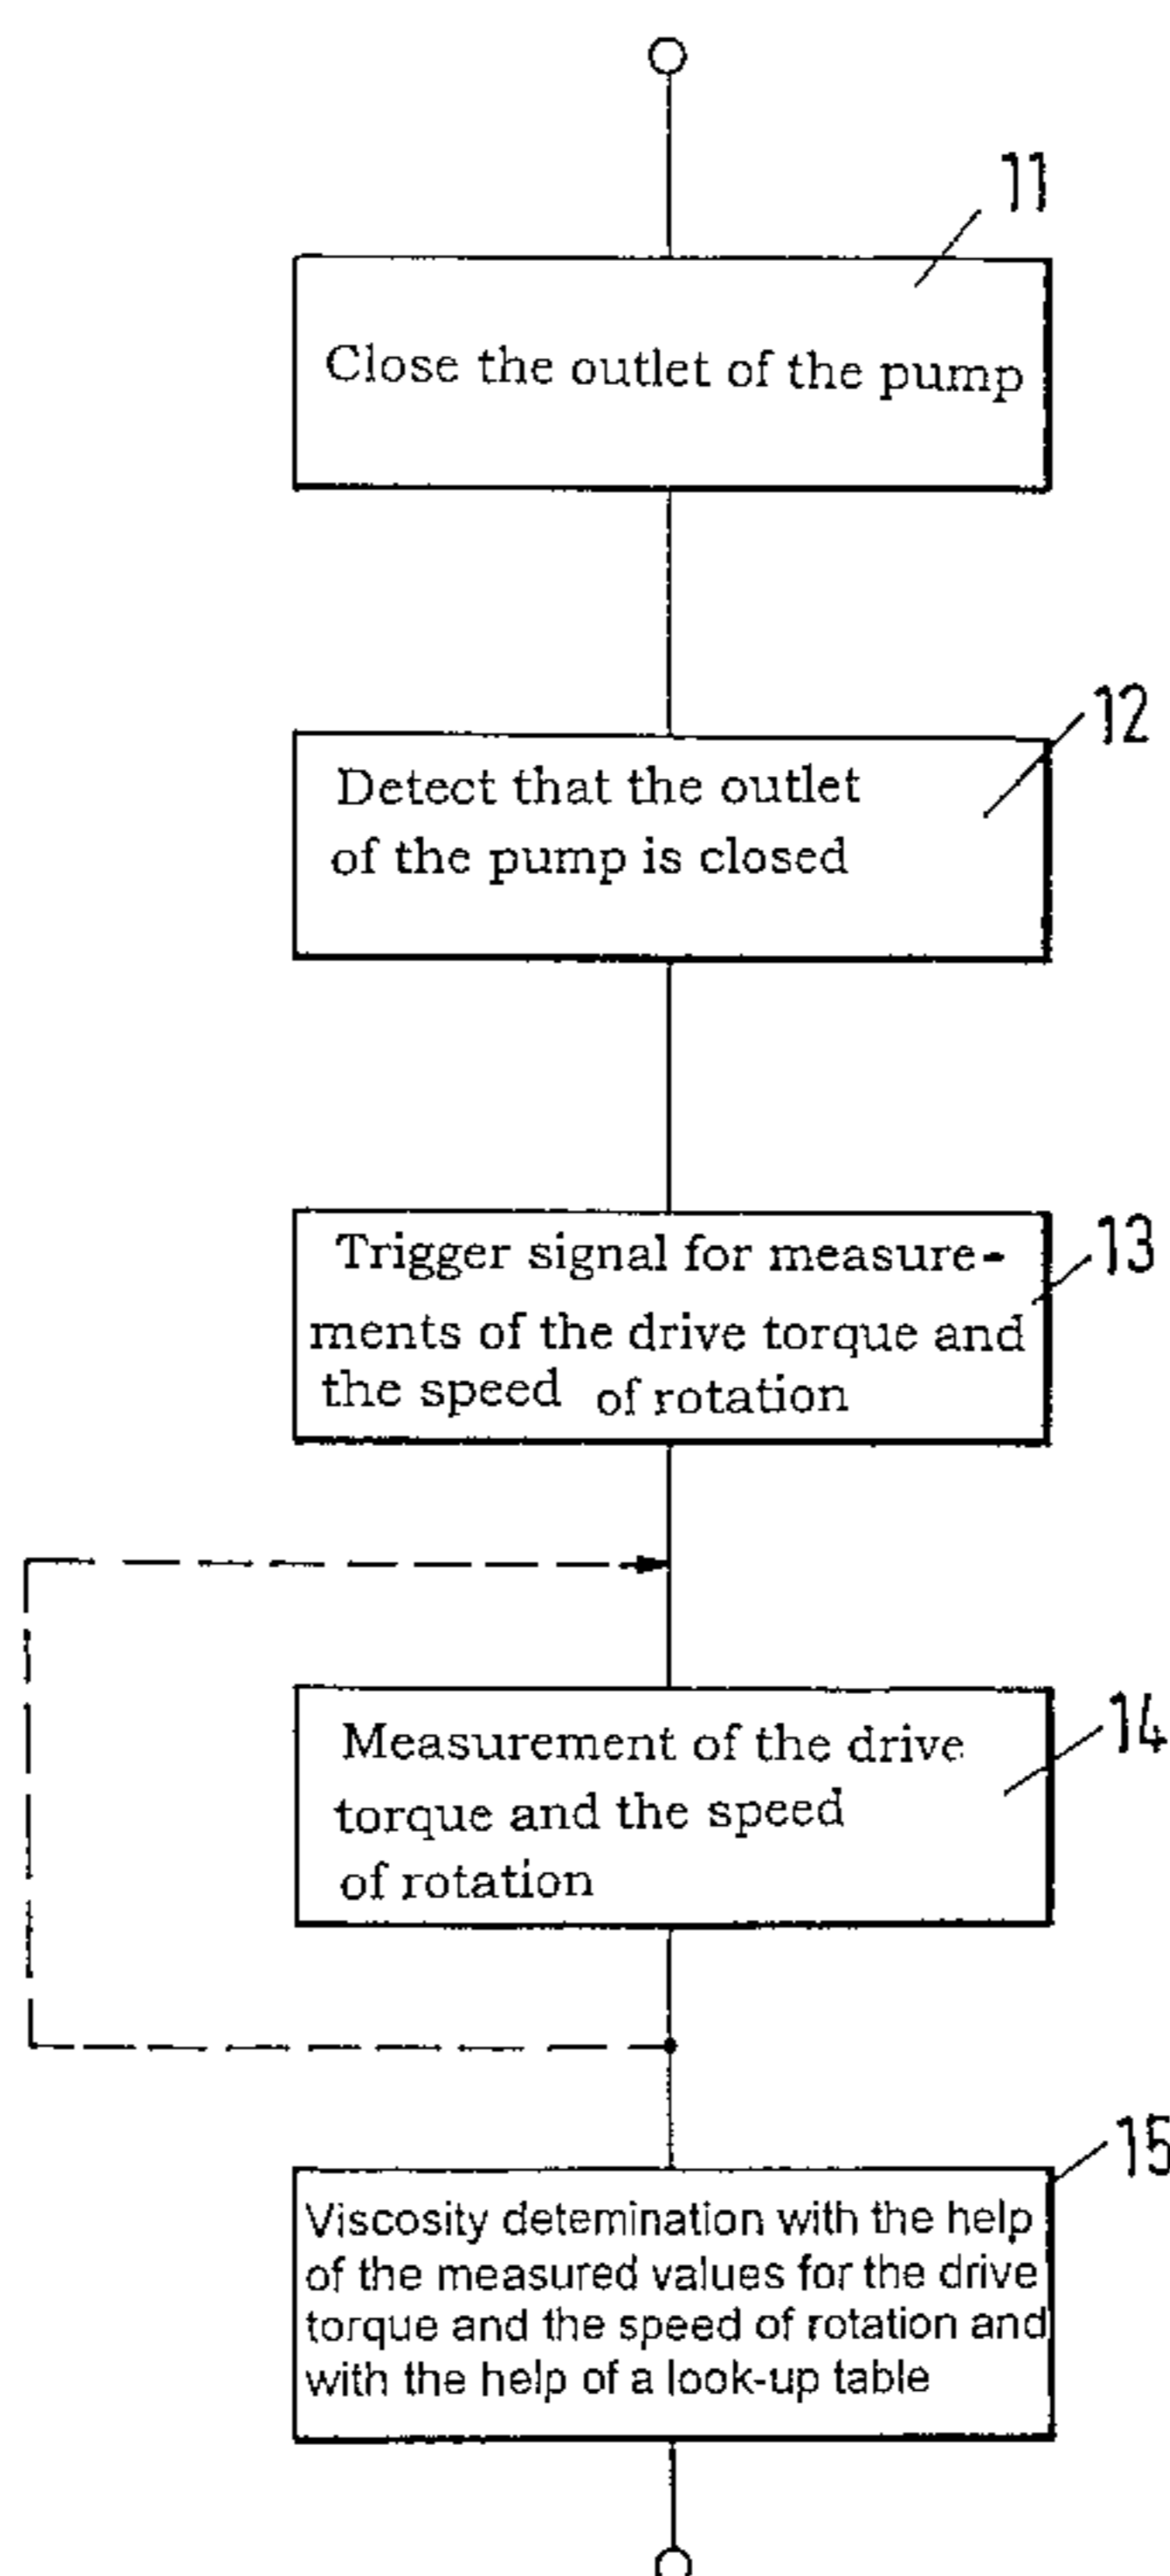 11
Close the outlet of the pump
12
Detect that the outlet
of the pump is closed
13
Trigger signal for measure-
ments of the drive torque and
the speed of rotation
14
Measurement of the drive
torque and the speed
of rotation
15
Viscosity detemination with the help
of the measured values for the drive
torque and the speed of rotation and
with the help of a look-up table